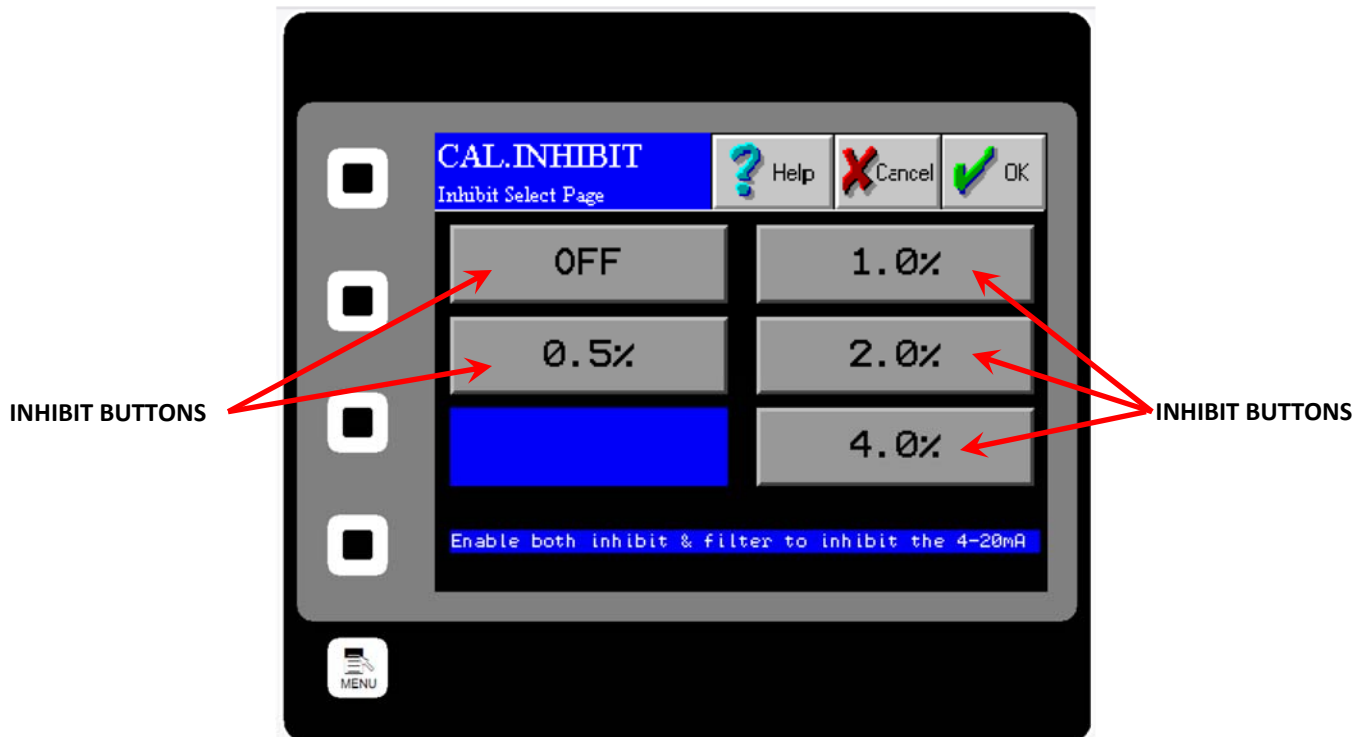 CAL.INHIBIT
Inhibit Select Page
Help
Cancel
OK
OFF
1.0%
0.5%
2.0%
4.0%
INHIBIT BUTTONS
INHIBIT BUTTONS
Enable both inhibit & filter to inhibit the 4-20mA
MENU